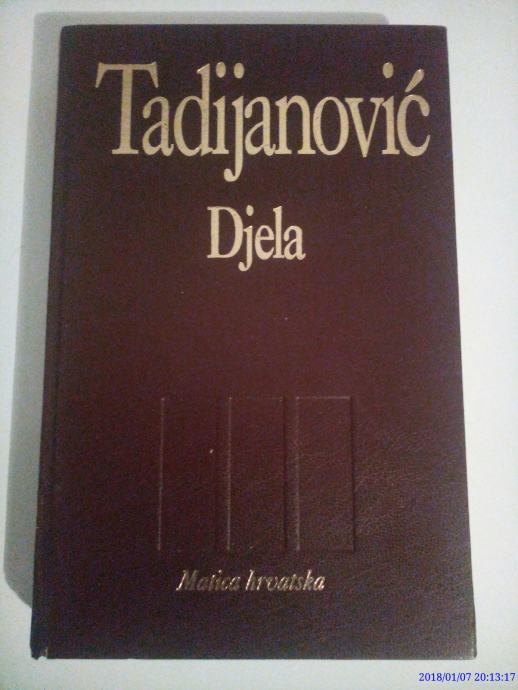 Tadijanović
Djela
Matica hrvatska
2018/01/07 20:13:17